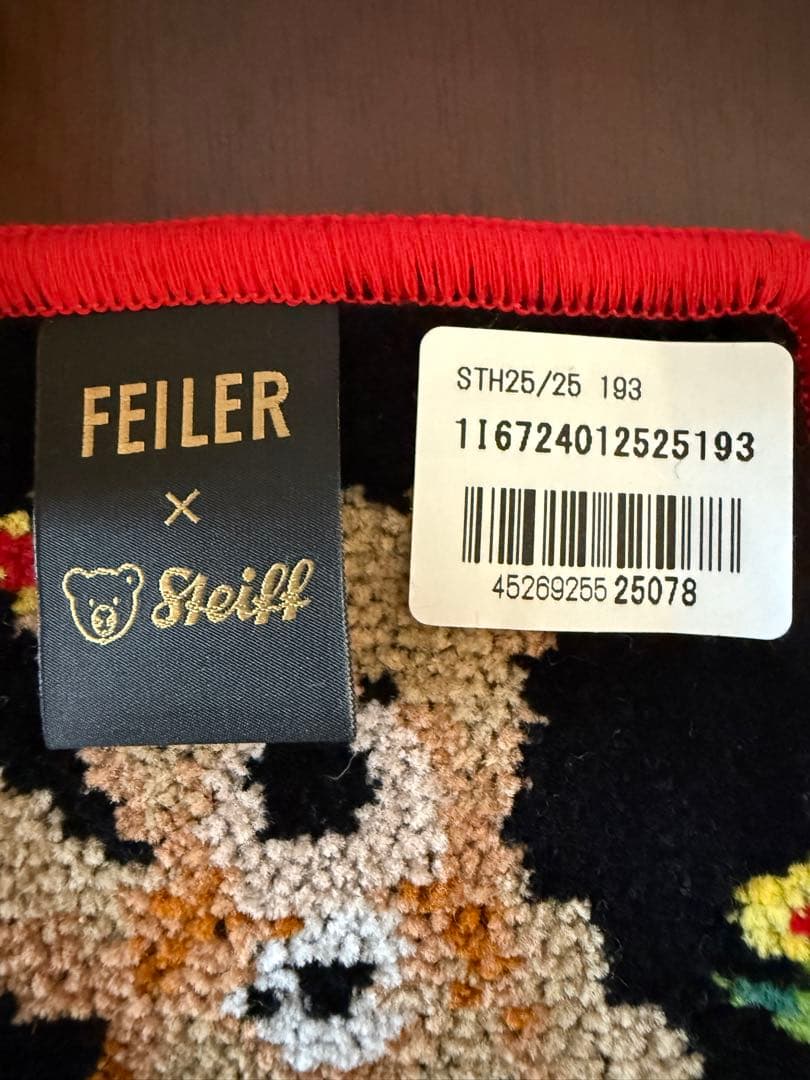 FEILER
×
Steiff
STH25/25 193
1I6724012525193
4526925525078